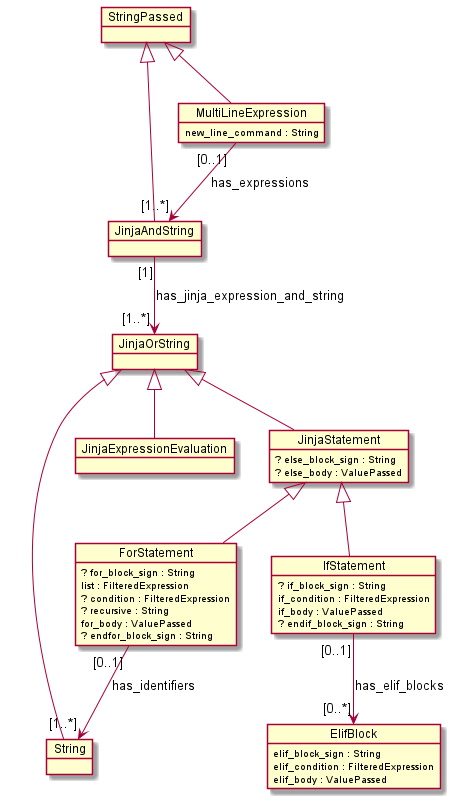 StringPassed
MultiLineExpression
new_line_command : String
[0..1]
has_expressions
[1..*]
JinjaAndString
[1]
has_jinja_expression_and_string
[1..*]
JinjaOrString
JinjaExpressionEvaluation
JinjaStatement
? else_block_sign : String
? else_body : ValuePassed
ForStatement
? for_block_sign : String
list : FilteredExpression
? condition : FilteredExpression
? recursive : String
for_body : ValuePassed
? endfor_block_sign : String
IfStatement
? if_block_sign : String
if_condition : FilteredExpression
if_body : ValuePassed
? endif_block_sign : String
[0..1]
has_identifiers
[1..*]
String
[0..1]
has_elif_blocks
[0..*]
ElifBlock
elif_block_sign : String
elif_condition : FilteredExpression
elif_body : ValuePassed